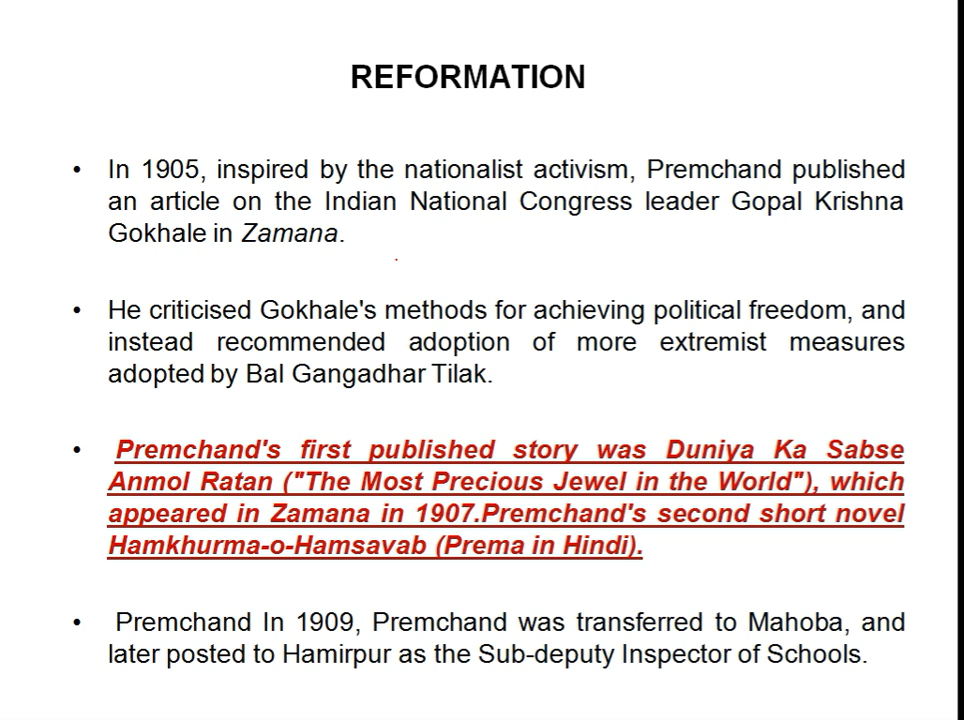 REFORMATION
• In 1905, inspired by the nationalist activism, Premchand published
an article on the Indian National Congress leader Gopal Krishna
Gokhale in Zamana.
• He criticised Gokhale's methods for achieving political freedom, and
instead recommended adoption of more extremist measures
adopted by Bal Gangadhar Tilak.
• Premchand's first published story was Duniya Ka Sabse
Anmol Ratan ("The Most Precious Jewel in the World"), which
appeared in Zamana in 1907.Premchand's second short novel
Hamkhurma-o-Hamsavab (Prema in Hindi).
• Premchand In 1909, Premchand was transferred to Mahoba, and
later posted to Hamirpur as the Sub-deputy Inspector of Schools.